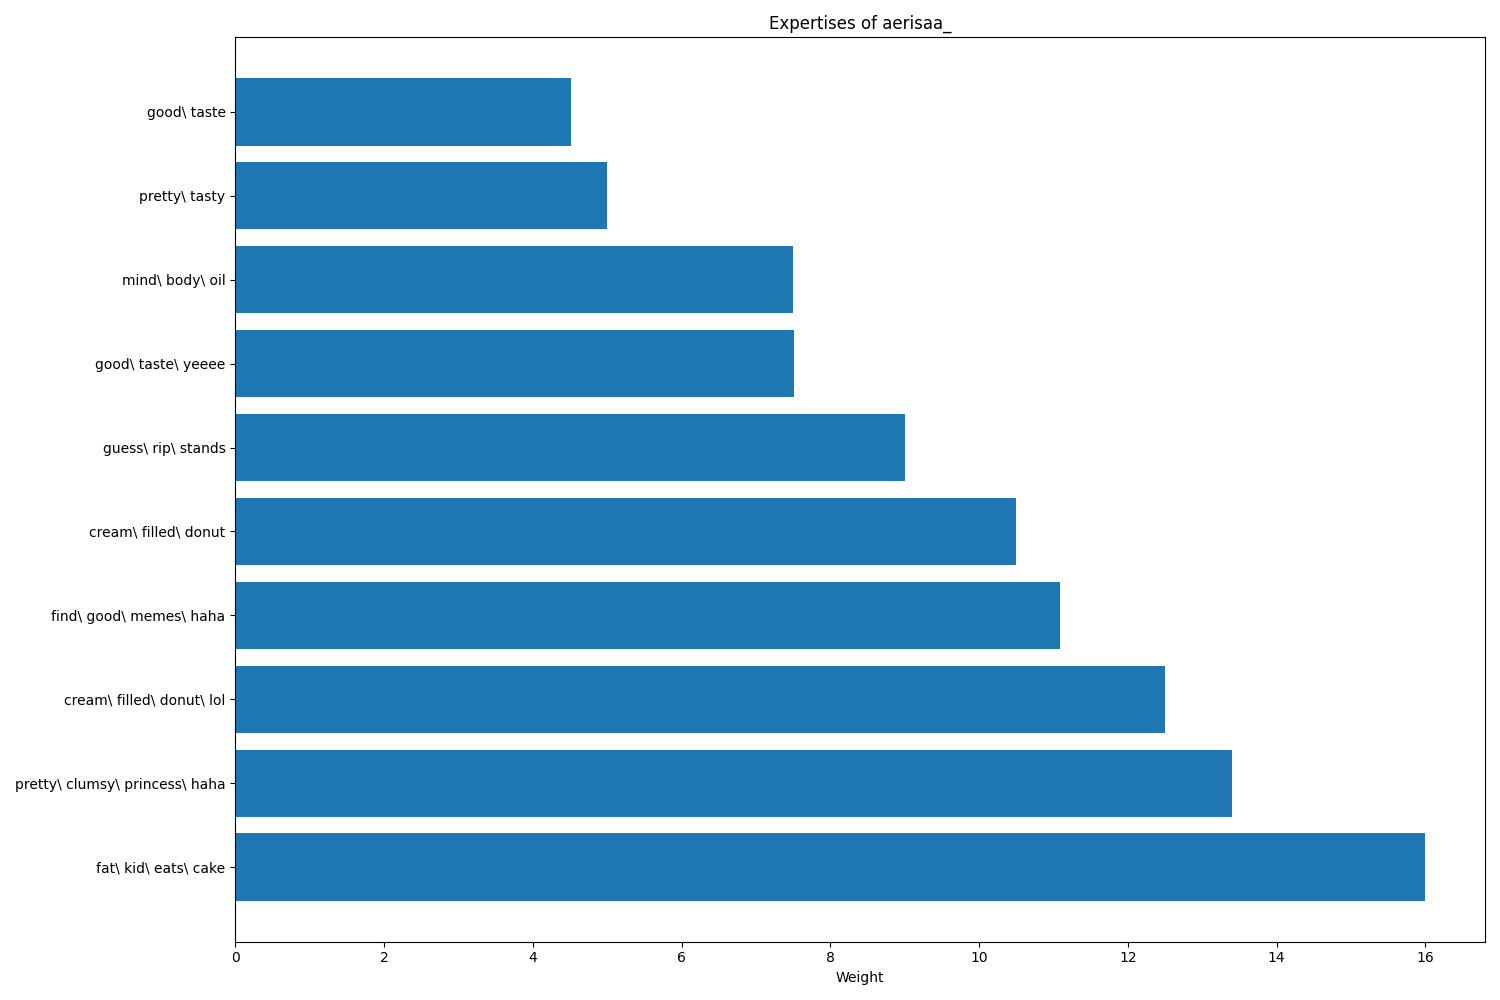 Expertises of aerisaa_
good\ taste
pretty\ tasty
mind\ body\ oil
good\ taste\ yeeee
guess\ rip\ stands
cream\ filled\ donut
find\ good\ memes\ haha
cream\ filled\ donut\ lol
pretty\ clumsy\ princess\ haha
fat\ kid\ eats\ cake
0 2 4 6 8 10 12 14 16
Weight